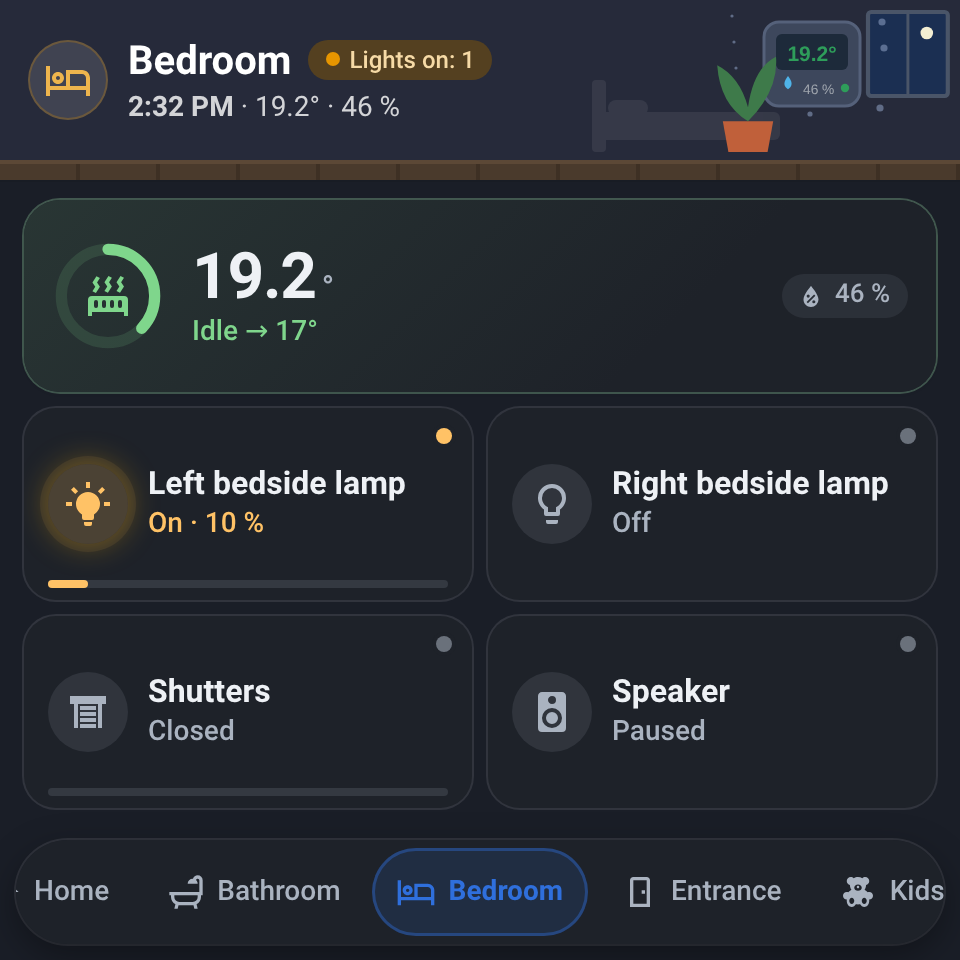 Bedroom
Lights on: 1
2:32 PM · 19.2° · 46 %
19.2°
46 %
19.2°
Idle → 17°
46 %
Left bedside lamp
On · 10 %
Right bedside lamp
Off
Shutters
Closed
Speaker
Paused
Home
Bathroom
Bedroom
Entrance
Kids